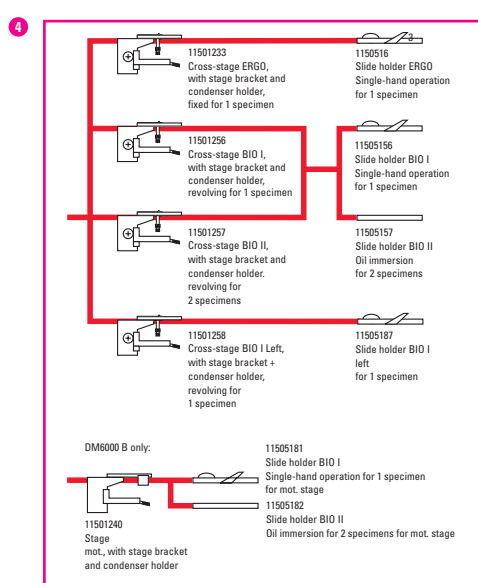 4
11501233
Cross-stage ERGO,
with stage bracket and
condenser holder,
fixed for 1 specimen
3
1150516
Slide holder ERGO
Single-hand operation
for 1 specimen
11501256
Cross-stage BIO I,
with stage bracket and
condenser holder,
revolving for 1 specimen
11505156
Slide holder BIO I
Single-hand operation
for 1 specimen
11501257
Cross-stage BIO II,
with stage bracket and
condenser holder.
revolving for
2 specimens
11505157
Slide holder BIO II
Oil immersion
for 2 specimens
11501258
Cross-stage BIO I Left,
with stage bracket +
condenser holder,
revolving for
1 specimen
11505187
Slide holder BIO I
left
for 1 specimen
DM6000 B only:
11501240
Stage
mot., with stage bracket
and condenser holder
11505181
Slide holder BIO I
Single-hand operation for 1 specimen
for mot. stage
11505182
Slide holder BIO II
Oil immersion for 2 specimens for mot. stage